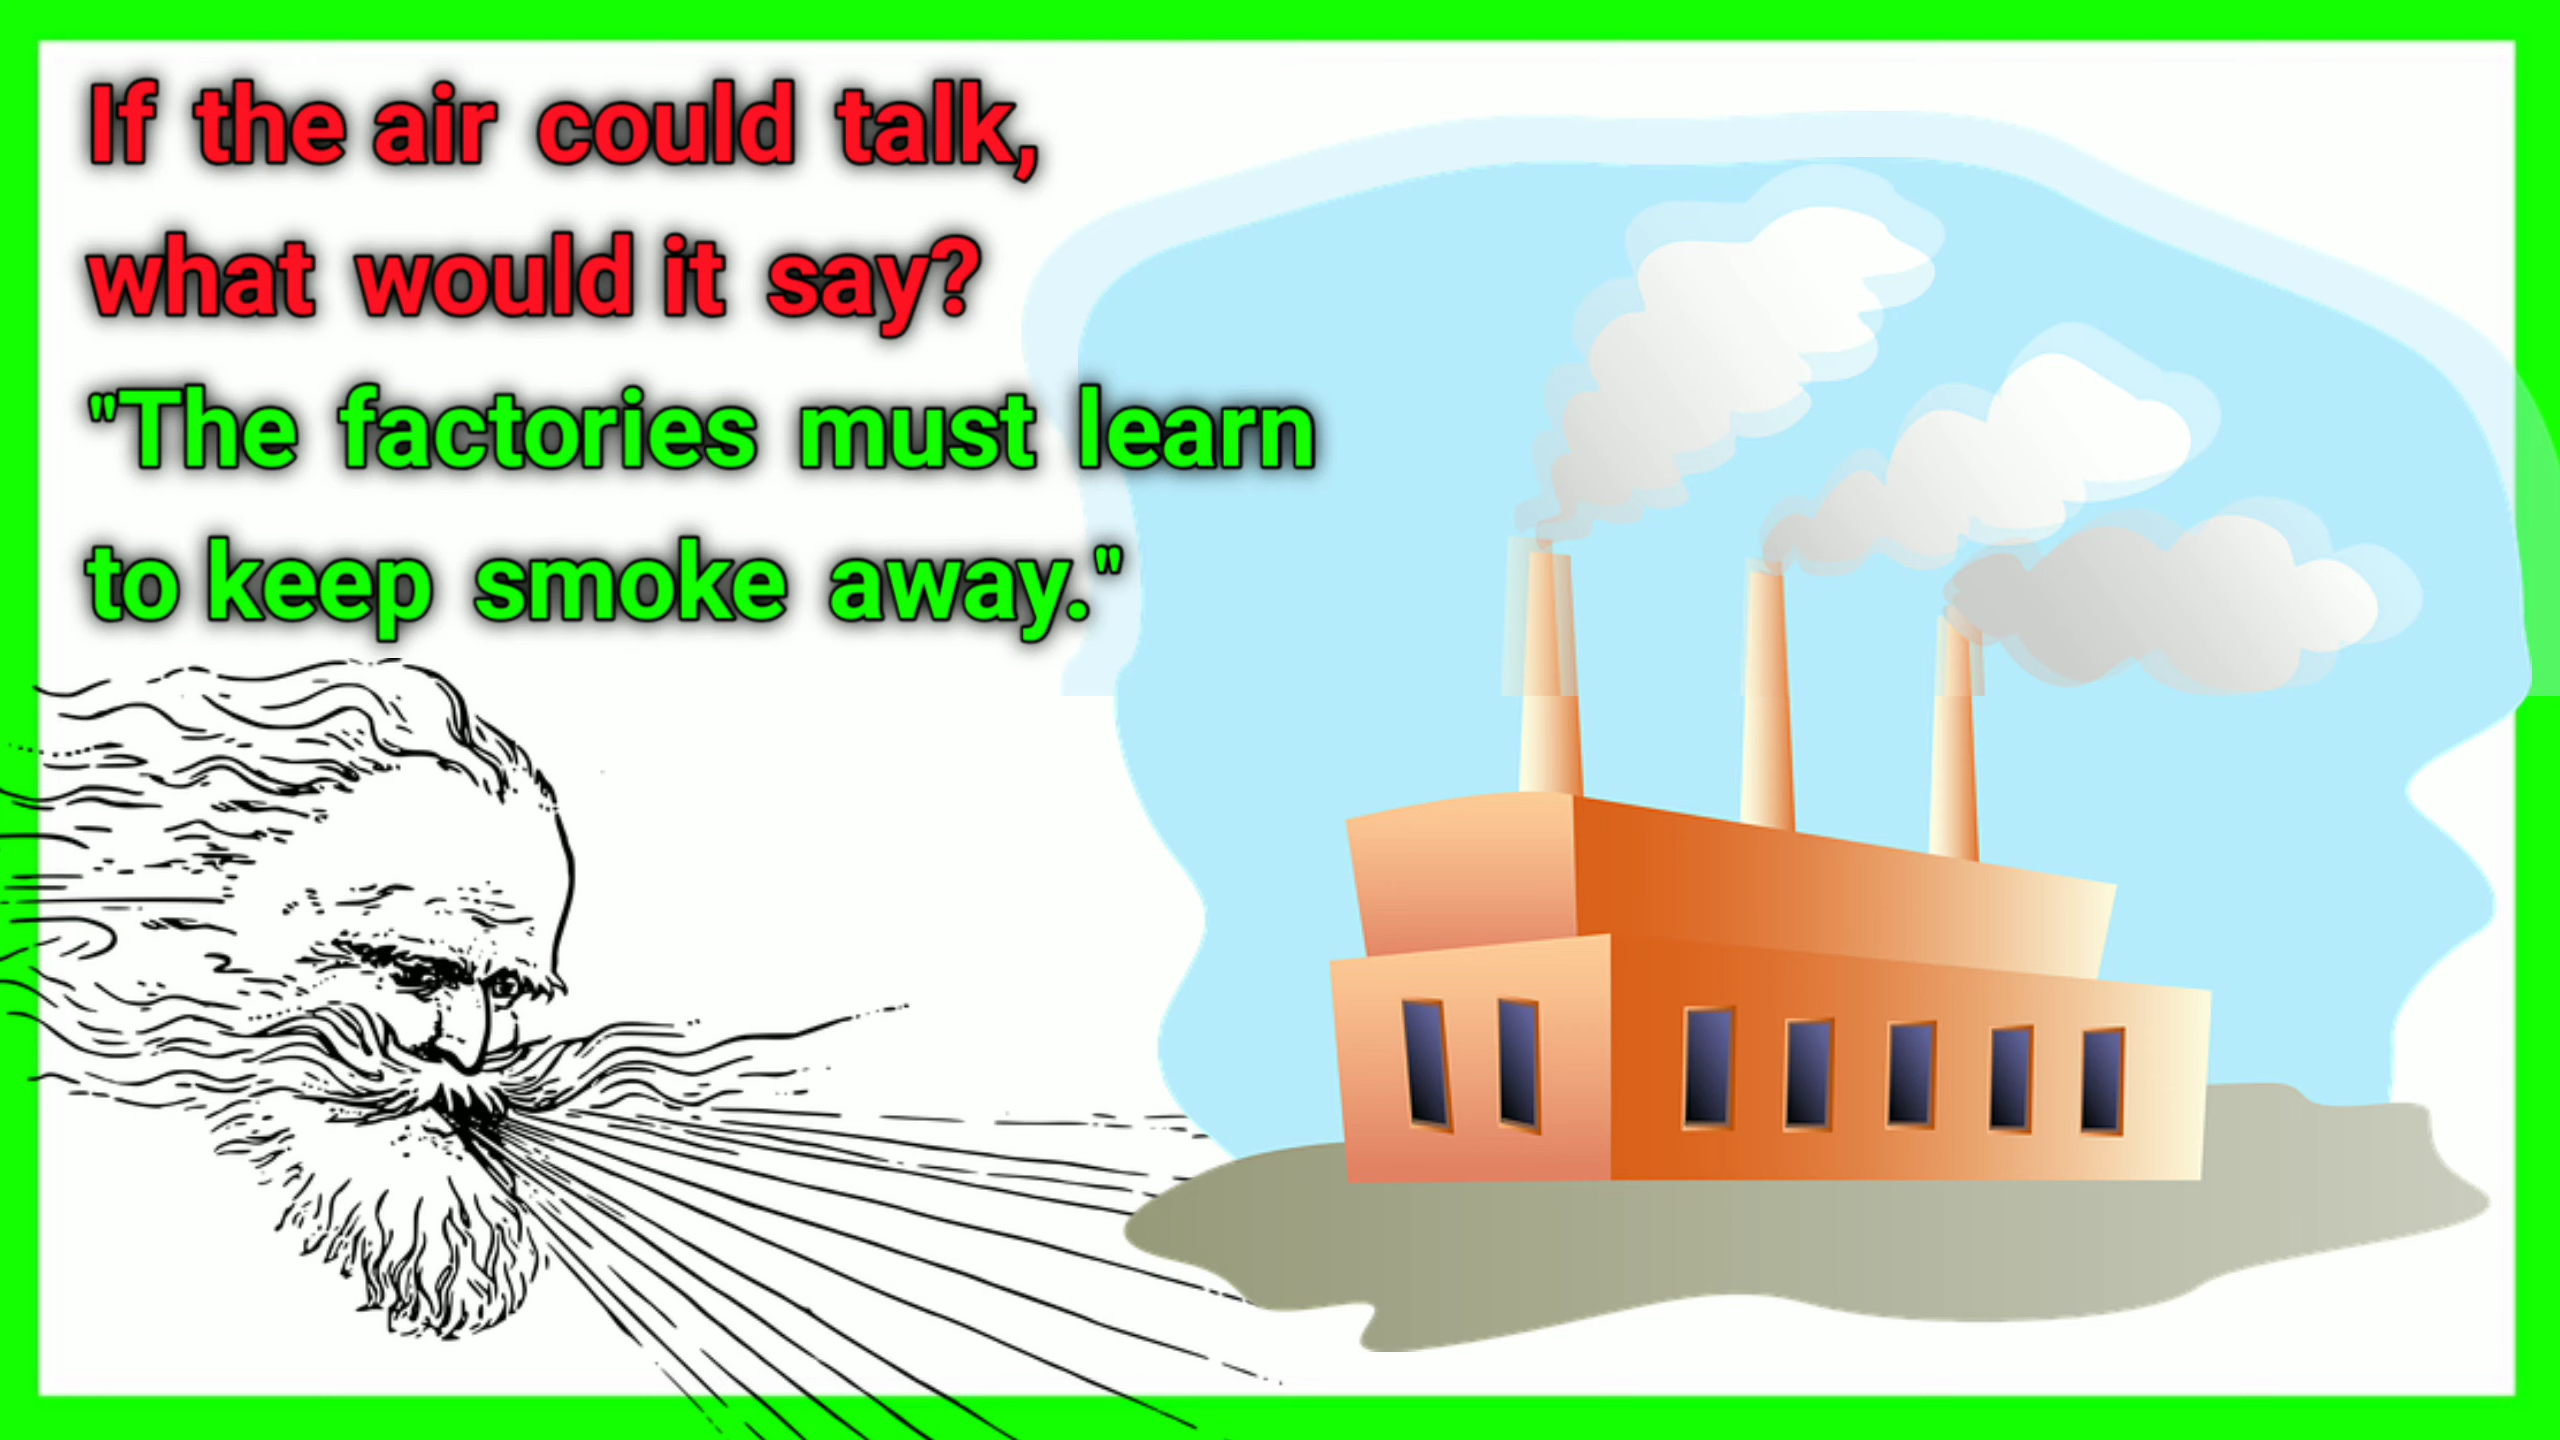 If the air could talk,
what would it say?
"The factories must learn
to keep smoke away."